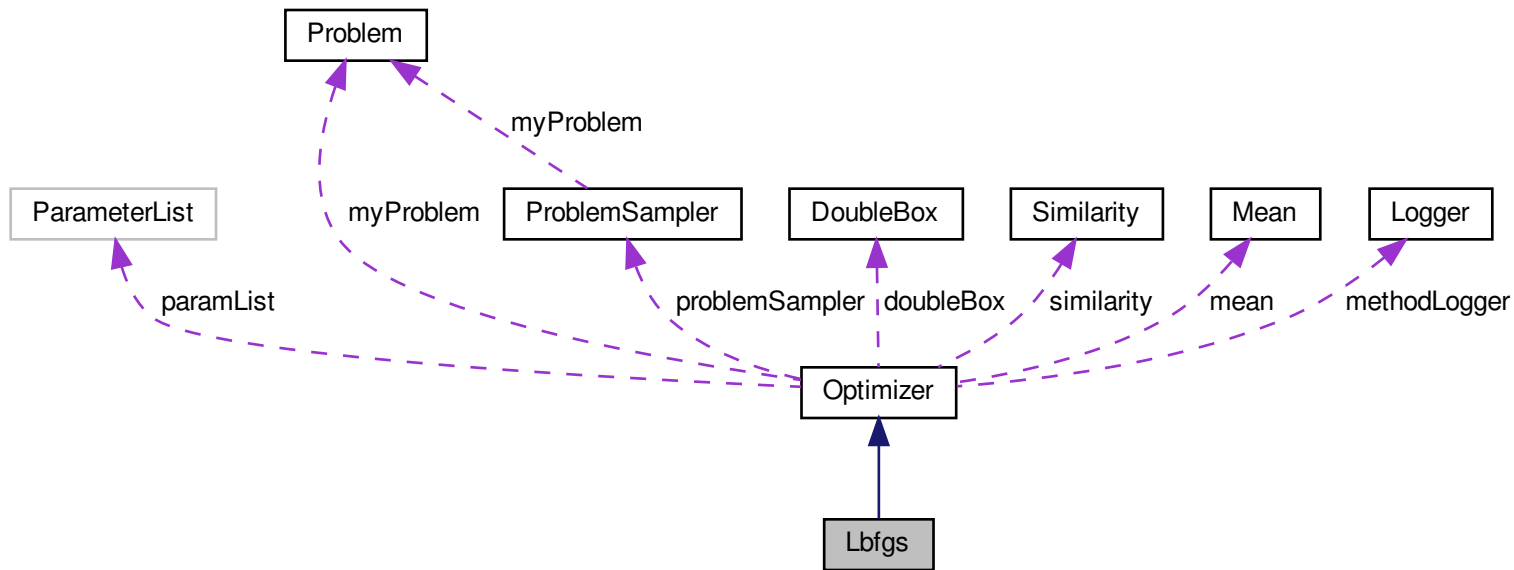 Problem
myProblem
ParameterList
myProblem
ProblemSampler
DoubleBox
Similarity
Mean
Logger
paramList
problemSampler
doubleBox
similarity
mean
methodLogger
Optimizer
Lbfgs